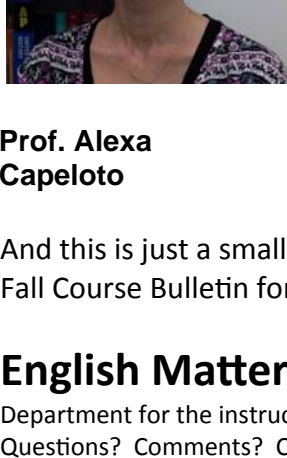 Prof. Alexa
Capeloto
And this is just a small
Fall Course Bulletin for
English Matter
Department for the instruc
Questions? Comments? C